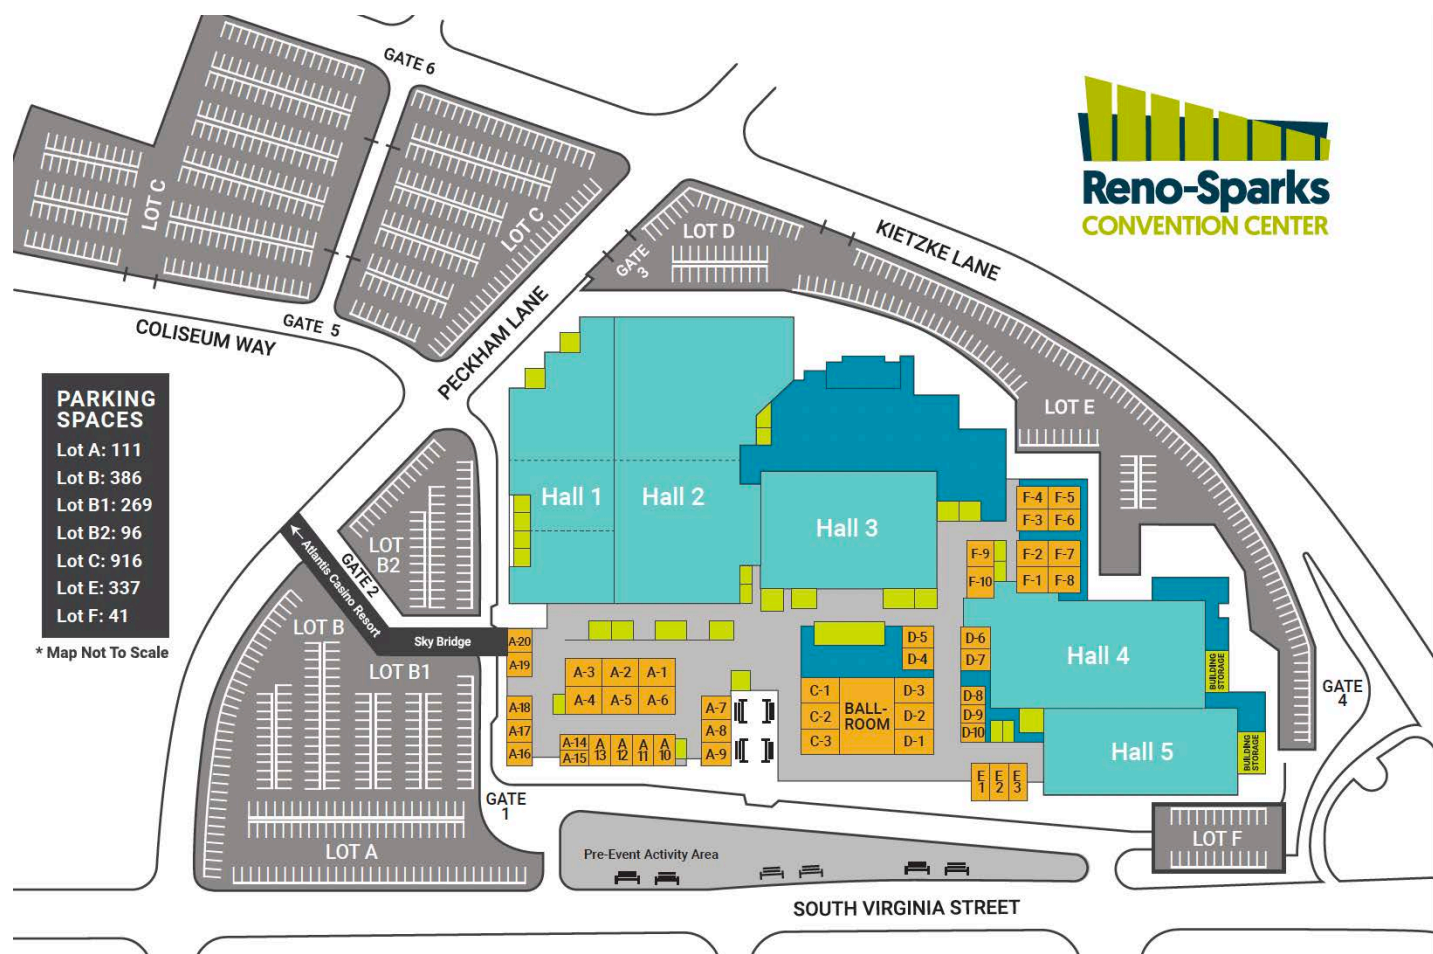 GATE 6
Reno-Sparks
CONVENTION CENTER
LOT C
LOT C
LOT D
GATE
3
KIETZKE LANE
COLISEUM WAY
GATE 5
PECKHAM LANE
PARKING
SPACES
Lot A: 111
Lot B: 386
Lot B1: 269
Lot B2: 96
Lot C: 916
Lot E: 337
Lot F: 41
* Map Not To Scale
LOT E
Hall 1
Hall 2
Hall 3
F-4
F-5
F-3
F-6
F-9
F-2
F-7
F-10
F-1
F-8
LOT
B2
GATE 2
Atlantis Casino Resort
Sky Bridge
LOT B
LOT B1
A-20
A-19
A-18
A-17
A-16
A-3
A-2
A-1
A-4
A-5
A-6
A-7
A-8
A-9
A-14
A-15
A
13
A
12
A
11
A
10
C-1
C-2
C-3
BALL-
ROOM
D-5
D-4
D-3
D-2
D-1
D-6
D-7
D-8
D-9
D-10
Hall 4
Hall 5
BUILDING
STORAGE
BUILDING
STORAGE
E
1
E
2
E
3
GATE
4
GATE
1
LOT A
Pre-Event Activity Area
LOT F
SOUTH VIRGINIA STREET